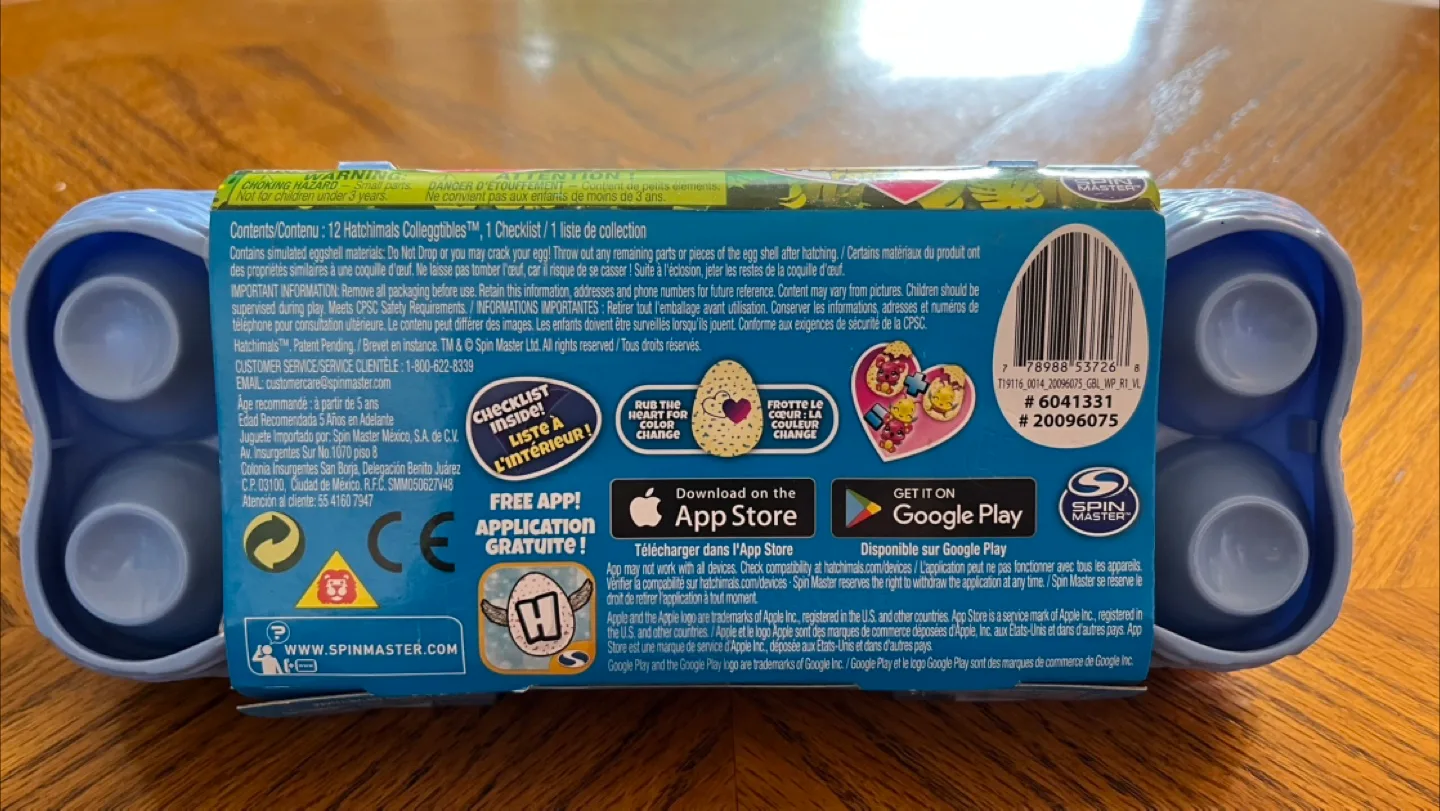 WARNING:
CHOKING HAZARD — Small parts.
Not for children under 3 years.
ATTENTION !
DANGER D'ÉTOUFFEMENT — Contient de petits éléments.
Ne convient pas aux enfants de moins de 3 ans.
SPIN MASTER™
Contents/Contenu : 12 Hatchimals Colleggtibles™, 1 Checklist / 1 liste de collection
Contains simulated eggshell materials: Do Not Drop or you may crack your egg! Throw out any remaining parts or pieces of the egg shell after hatching. / Certains matériaux du produit ont
des propriétés similaires à une coquille d'œuf. Ne laisse pas tomber l'œuf, car il risque de se casser ! Suite à l'éclosion, jeter les restes de la coquille d'œuf.
IMPORTANT INFORMATION: Remove all packaging before use. Retain this information, addresses and phone numbers for future reference. Content may vary from pictures. Children should be
supervised during play. Meets CPSC Safety Requirements. / INFORMATIONS IMPORTANTES : Retirer tout l'emballage avant utilisation. Conserver les informations, adresses et numéros de
téléphone pour consultation ultérieure. Le contenu peut différer des images. Les enfants doivent être surveillés lorsqu'ils jouent. Conforme aux exigences de sécurité de la CPSC.
Hatchimals™. Patent Pending. / Brevet en instance. TM & © Spin Master Ltd. All rights reserved / Tous droits réservés.
CUSTOMER SERVICE/SERVICE CLIENTÈLE : 1-800-622-8339
EMAIL: customercare@spinmaster.com
Âge recommandé : à partir de 5 ans
Edad Recomendada 5 Años en Adelante
Juguete Importado por: Spin Master México, S.A. de C.V.
Av. Insurgentes Sur No.1070 piso 8
Colonia Insurgentes San Borja, Delegación Benito Juárez
C.P. 03100, Ciudad de México. R.F.C. SMM050627V48
Atención al cliente: 55 4160 7947
CE
?
WWW.SPINMASTER.COM
www
CHECKLIST
INSIDE!
LISTE À
L'INTÉRIEUR !
FREE APP!
APPLICATION
GRATUITE !
H
RUB THE
HEART FOR
COLOR
CHANGE
FROTTE LE
CŒUR : LA
COULEUR
CHANGE
Download on the
App Store
Télécharger dans l'App Store
GET IT ON
Google Play
Disponible sur Google Play
App may not work with all devices. Check compatibility at hatchimals.com/devices / L'application peut ne pas fonctionner avec tous les appareils.
Vérifier la compabilité sur hatchimals.com/devices · Spin Master reserves the right to withdraw the application at any time. / Spin Master se réserve le
droit de retirer l'application à tout moment.
Apple and the Apple logo are trademarks of Apple Inc., registered in the U.S. and other countries. App Store is a service mark of Apple Inc., registered in
the U.S. and other countries. / Apple et le logo Apple sont des marques de commerce déposées d'Apple, Inc. aux États-Unis et dans d'autres pays. App
Store est une marque de service d'Apple Inc., déposée aux États-Unis et dans d'autres pays.
Google Play and the Google Play logo are trademarks of Google Inc. / Google Play et le logo Google Play sont des marques de commerce de Google Inc.
7 78988 53726 8
T19116_0014_20096075_GBL_WP_R1_VL
# 6041331
# 20096075
SPIN
MASTER™